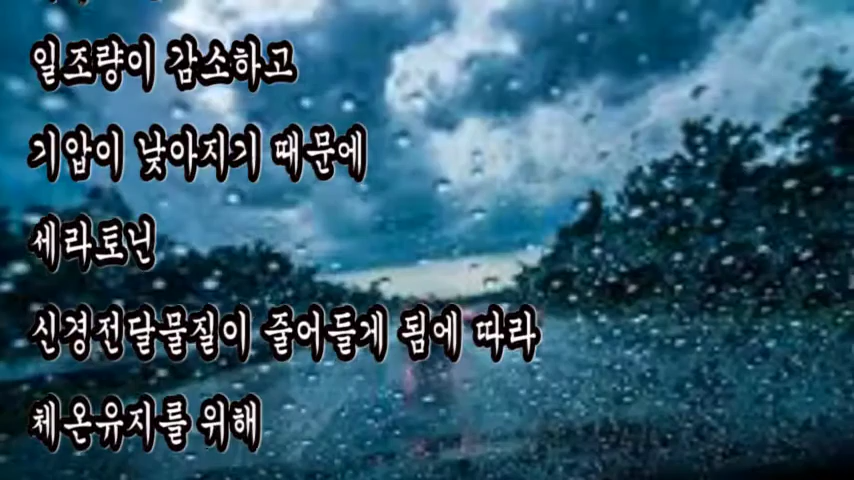 일조량이 감소하고
기압이 낮아지기 때문에
세라토닌
신경전달물질이 줄어들게 됨에 따라
체온유지를 위해